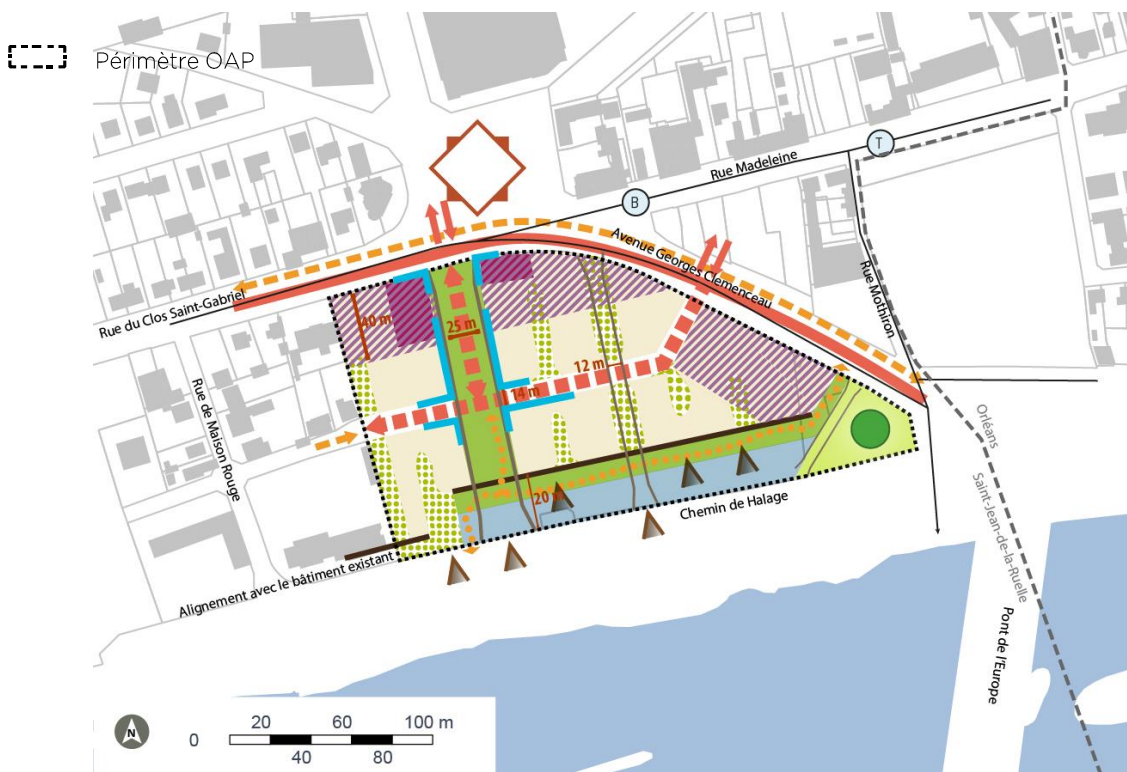 Périmètre OAP
T
Rue Madeleine
B
Avenue Georges Clémenceau
Rue Mothiron
Rue du Clos Saint-Gabriel
40 m
25 m
12 m
14 m
Rue de Maison Rouge
20 m
Chemin de Halage
Orléans
Saint-Jean-de-la-Ruelle
Alignement avec le bâtiment existant
Pont de l'Europe
N
0 20 60 100 m
40 80